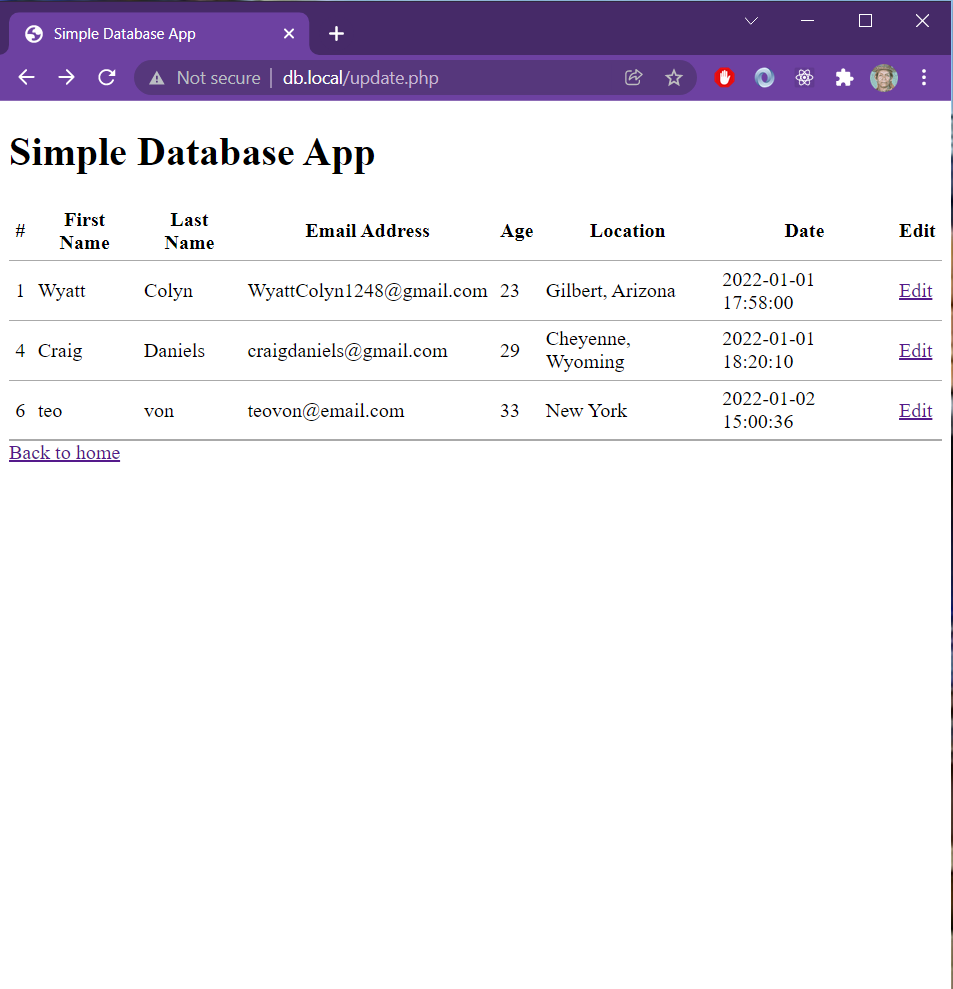 Simple Database App
Not secure | db.local/update.php
Simple Database App
# First Name Last Name Email Address Age Location Date Edit
1 Wyatt Colyn WyattColyn1248@gmail.com 23 Gilbert, Arizona 2022-01-01 17:58:00 Edit
4 Craig Daniels craigdaniels@gmail.com 29 Cheyenne, Wyoming 2022-01-01 18:20:10 Edit
6 teo von teovon@email.com 33 New York 2022-01-02 15:00:36 Edit
Back to home